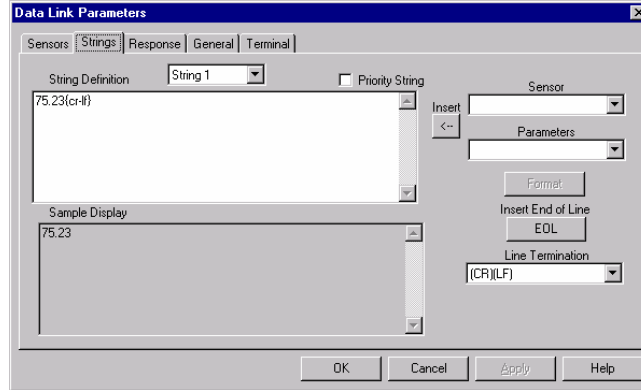 Data Link Parameters
Sensors Strings Response General Terminal
String Definition String 1 Priority String
75.23{cr-lf}
Sensor
Insert
<--
Parameters
Format
Sample Display
75.23
Insert End of Line
EOL
Line Termination
(CR)(LF)
OK Cancel Apply Help